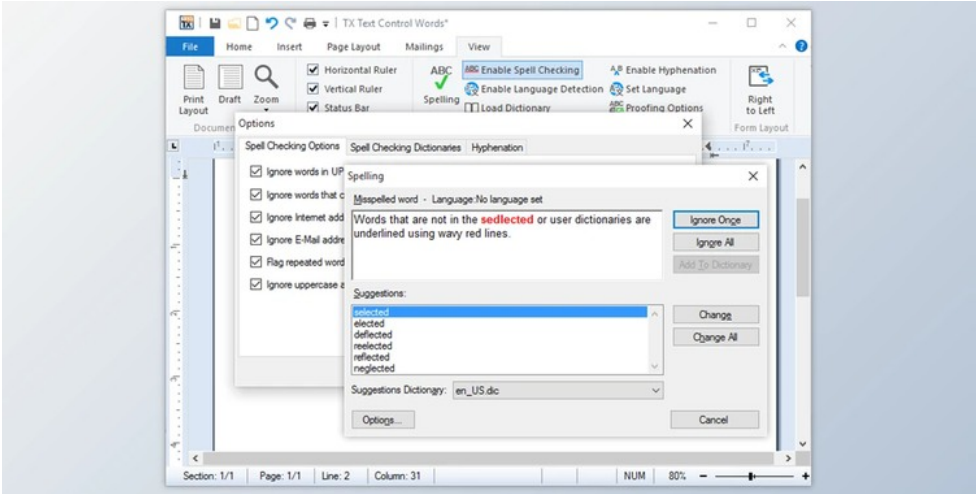 TX Text Control Words*
File Home Insert Page Layout Mailings View
Horizontal Ruler ABC Enable Spell Checking Enable Hyphenation
Vertical Ruler Enable Language Detection Set Language
Print Layout Draft Zoom Status Bar Spelling Load Dictionary Proofing Options Right to Left
Form Layout
Options
Spell Checking Options Spell Checking Dictionaries Hyphenation
Ignore words in UP
Ignore words that c
Ignore Internet add
Ignore E-Mail addre
Flag repeated word
Ignore uppercase a
Spelling
Misspelled word - Language:No language set
Words that are not in the sedlected or user dictionaries are
underlined using wavy red lines.
Ignore Once
Ignore All
Add To Dictionary
Suggestions:
selected
elected
deflected
reelected
reflected
neglected
Change
Change All
Suggestions Dictionary: en_US.dic
Options... Cancel
Section: 1/1 Page: 1/1 Line: 2 Column: 31 NUM 80%